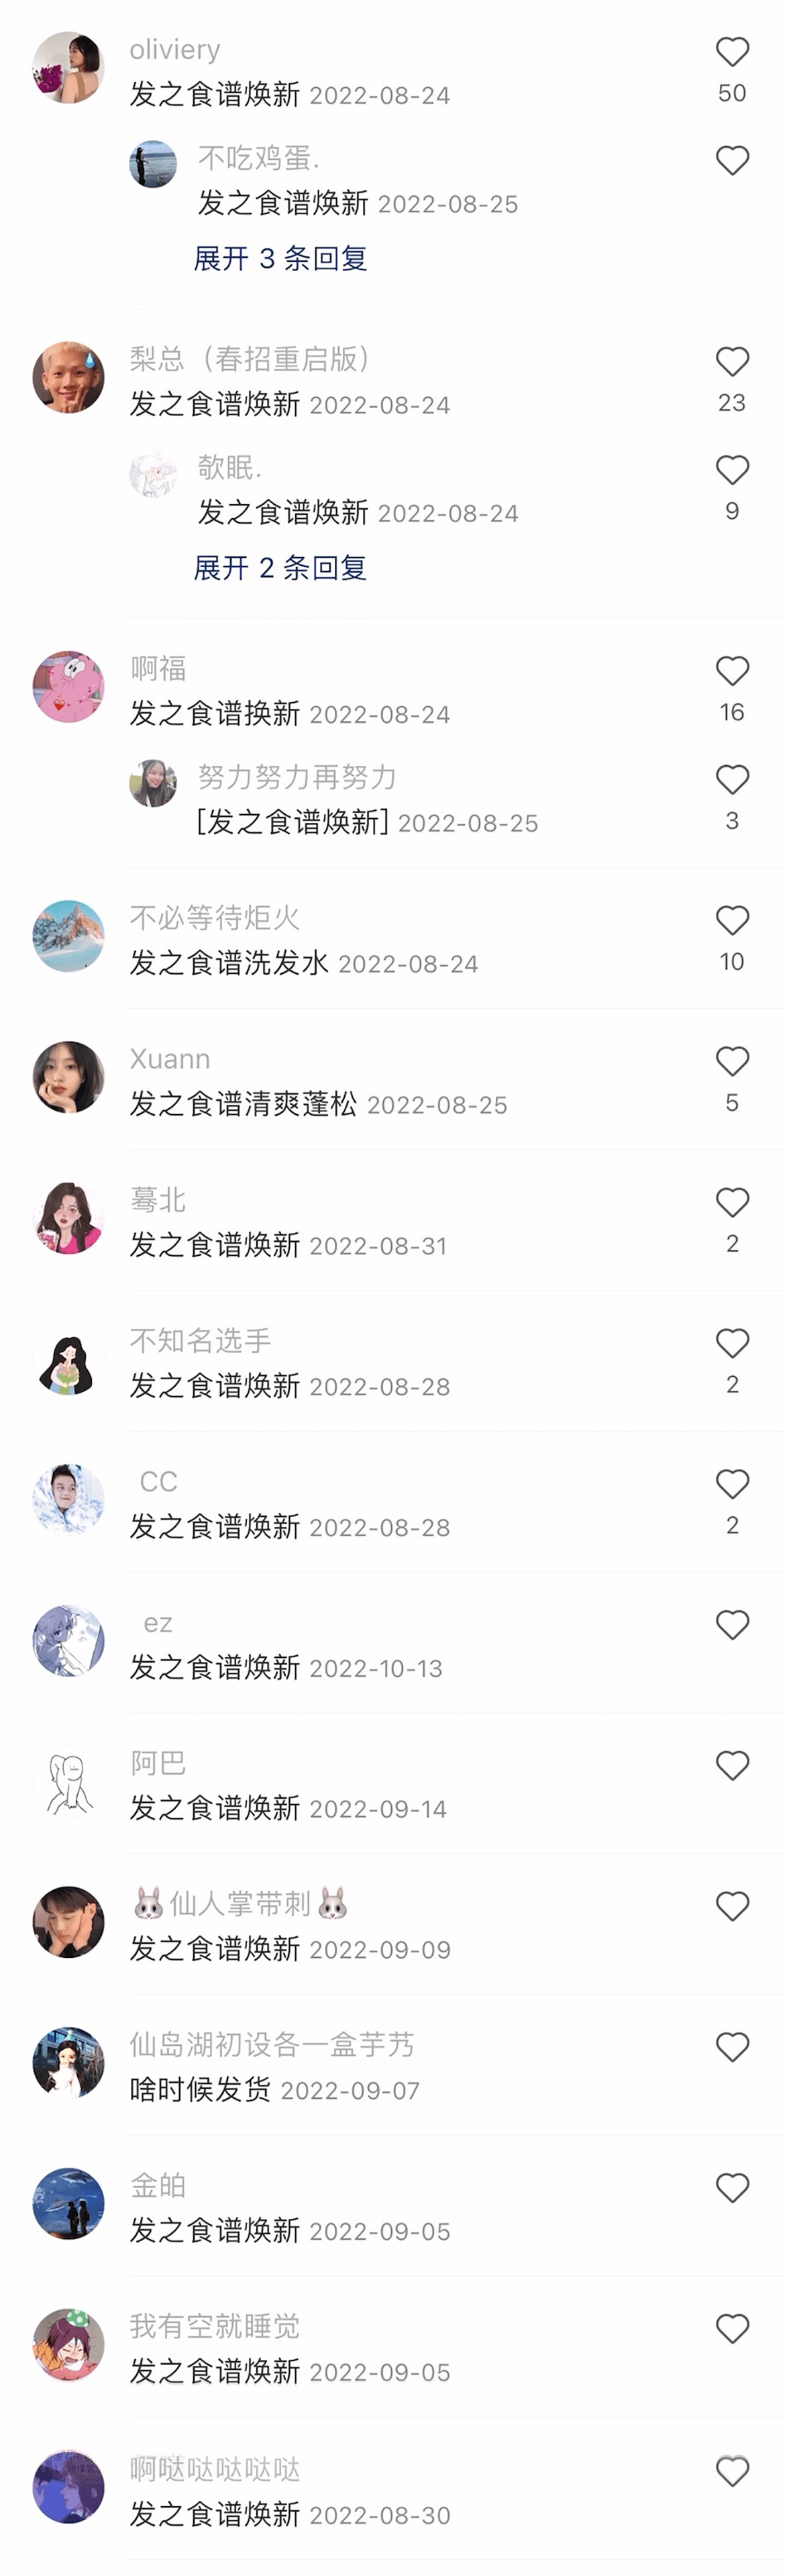 oliviery
发之食谱焕新 2022-08-24
50
不吃鸡蛋.
发之食谱焕新 2022-08-25
展开 3 条回复
梨总（春招重启版）
发之食谱焕新 2022-08-24
23
欹眠.
发之食谱焕新 2022-08-24
9
展开 2 条回复
啊福
发之食谱换新 2022-08-24
16
努力努力再努力
[发之食谱焕新] 2022-08-25
3
不必等待炬火
发之食谱洗发水 2022-08-24
10
Xuann
发之食谱清爽蓬松 2022-08-25
5
蓦北
发之食谱焕新 2022-08-31
2
不知名选手
发之食谱焕新 2022-08-28
2
CC
发之食谱焕新 2022-08-28
2
ez
发之食谱焕新 2022-10-13
阿巴
发之食谱焕新 2022-09-14
🐰仙人掌带刺🐰
发之食谱焕新 2022-09-09
仙岛湖初设各一盒芋艿
啥时候发货 2022-09-07
金皉
发之食谱焕新 2022-09-05
我有空就睡觉
发之食谱焕新 2022-09-05
啊哒哒哒哒哒
发之食谱焕新 2022-08-30